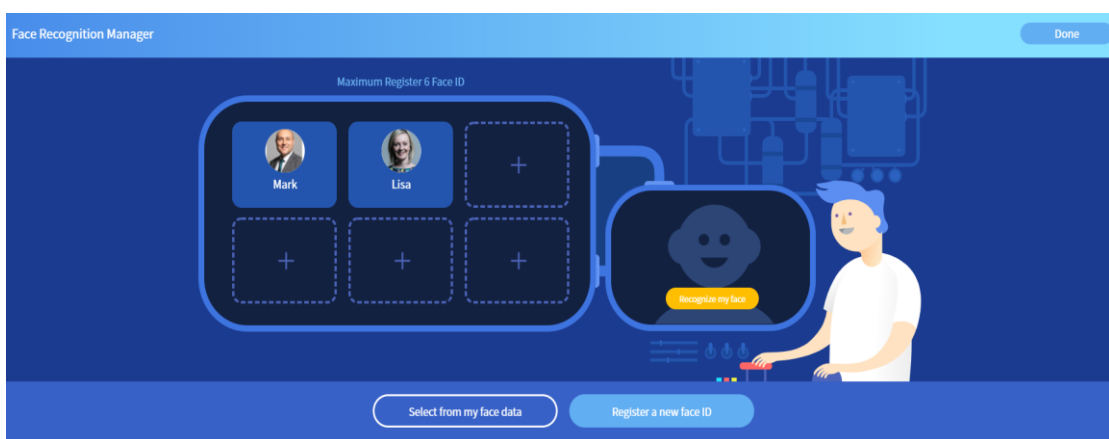 Face Recognition Manager
Done
Maximum Register 6 Face ID
Mark
Lisa
Recognize my face
Select from my face data
Register a new face ID